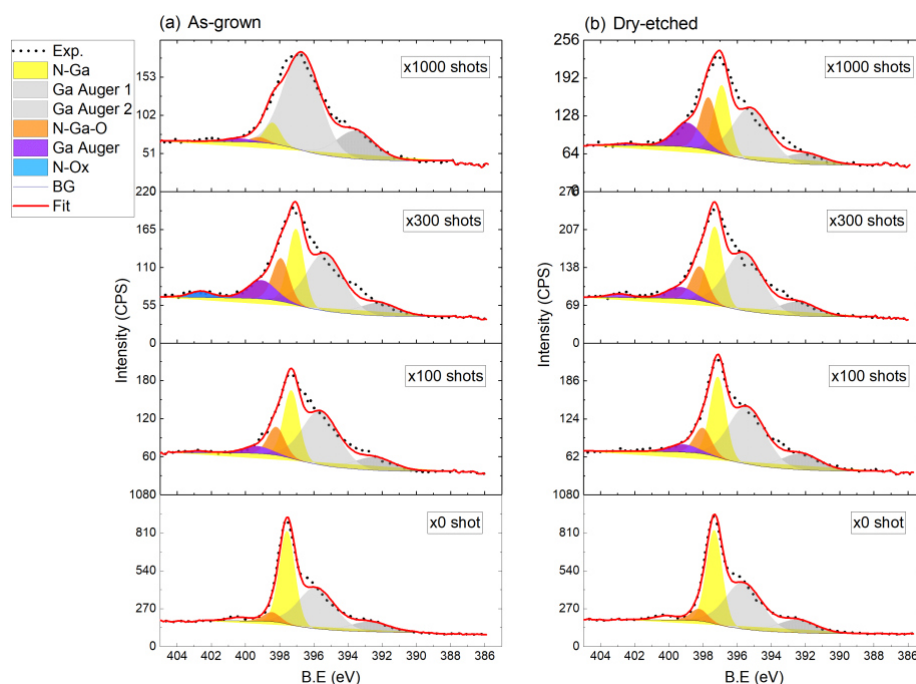 (a) As-grown
(b) Dry-etched
Exp.
N-Ga
Ga Auger 1
Ga Auger 2
N-Ga-O
Ga Auger
N-Ox
BG
Fit
x1000 shots
153
102
51
220
x300 shots
165
110
55
0
x100 shots
180
120
60
1080
x0 shot
810
540
270
0
404 402 400 398 396 394 392 390 388 386
B.E (eV)
Intensity (CPS)
256
x1000 shots
192
128
64
0
276
x300 shots
207
138
69
0
x100 shots
186
124
62
1080
x0 shot
810
540
270
0
404 402 400 398 396 394 392 390 388 386
B.E (eV)
Intensity (CPS)